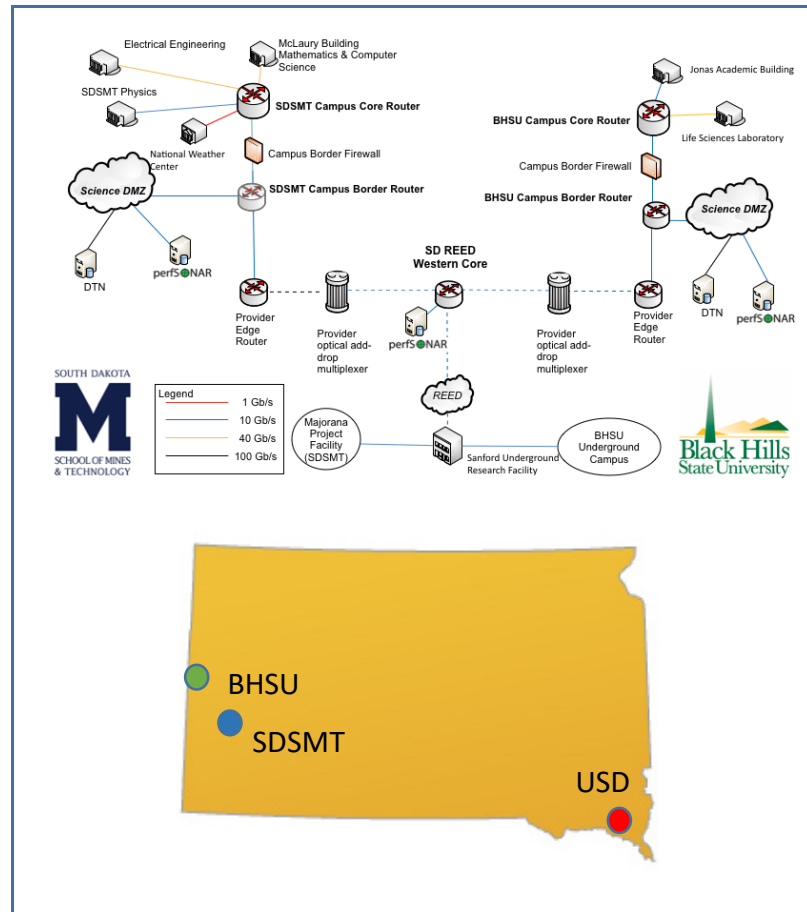 Electrical Engineering
McLaury Building
Mathematics & Computer
Science
SDSMT Physics
SDSMT Campus Core Router
National Weather
Center
Campus Border Firewall
Science DMZ
SDSMT Campus Border Router
DTN
perfSONAR
Provider
Edge
Router
Provider
optical add-
drop
multiplexer
SD REED
Western Core
perfSONAR
Provider
optical add-
drop
multiplexer
Jonas Academic Building
BHSU Campus Core Router
Life Sciences Laboratory
Campus Border Firewall
BHSU Campus Border Router
Science DMZ
Provider
Edge
Router
DTN
perfSONAR
SOUTH DAKOTA
M
SCHOOL OF MINES
& TECHNOLOGY
Legend
1 Gb/s
10 Gb/s
40 Gb/s
100 Gb/s
REED
Majorana
Project
Facility
(SDSMT)
Sanford Underground
Research Facility
BHSU
Underground
Campus
Black Hills
State University
BHSU
SDSMT
USD